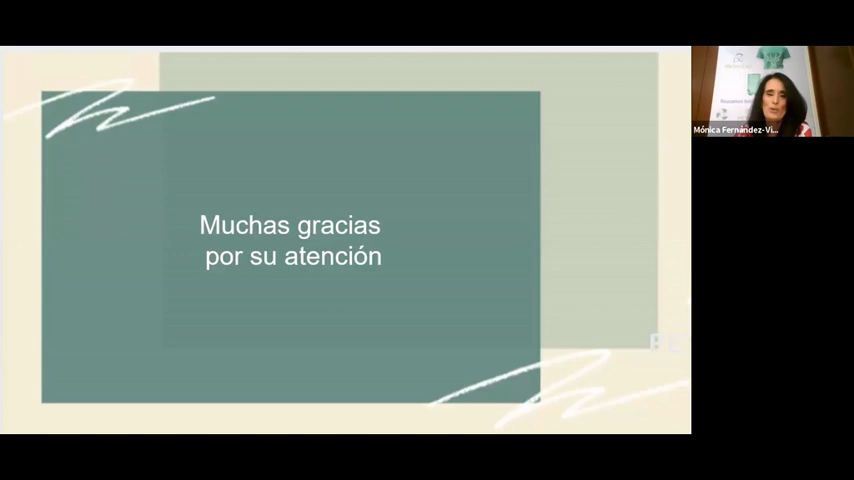 Muchas gracias
por su atención
Mónica Fernández-Vi...